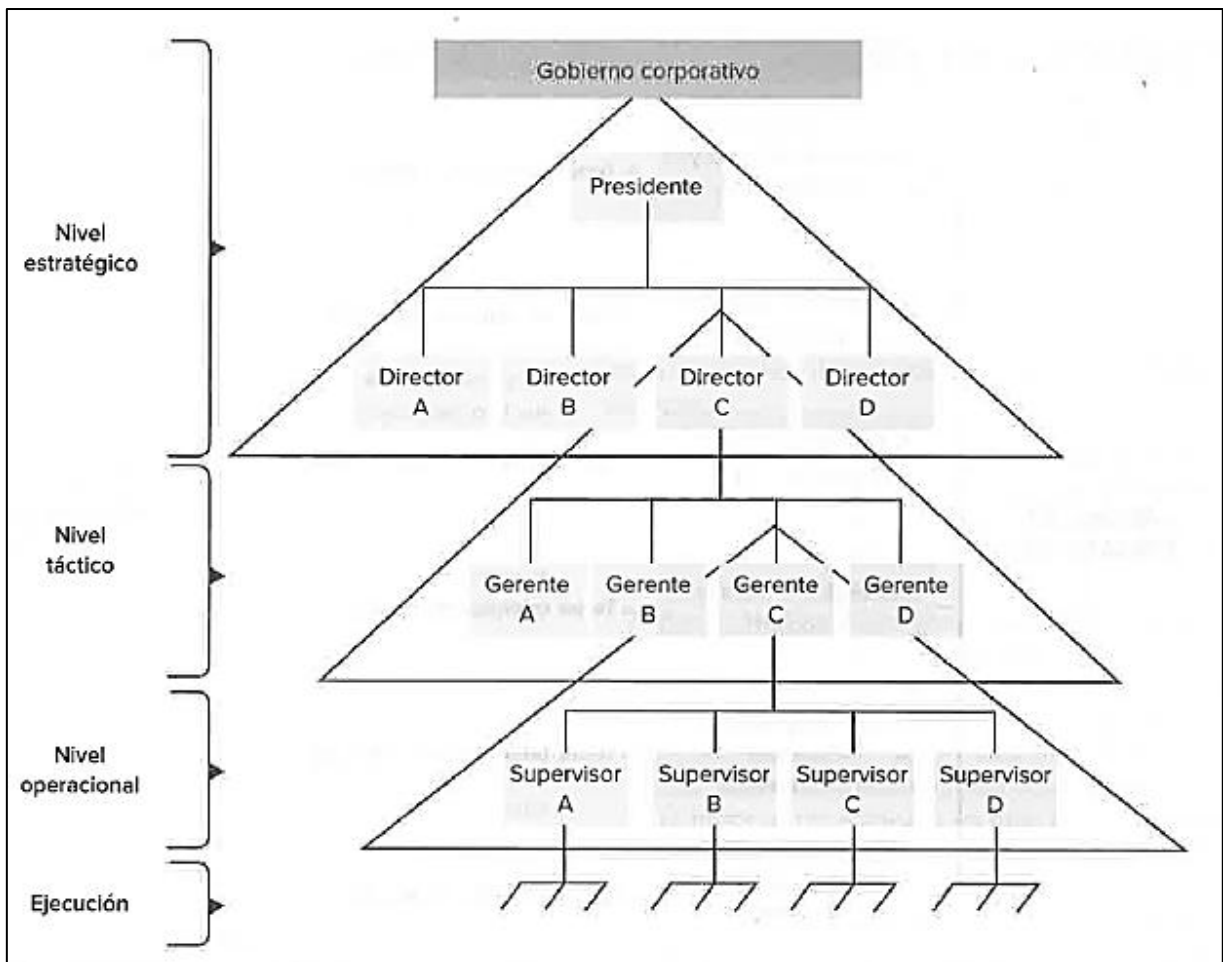 Gobierno corporativo
Presidente
Nivel
estratégico
Director
A
Director
B
Director
C
Director
D
Nivel
táctico
Gerente
A
Gerente
B
Gerente
C
Gerente
D
Nivel
operacional
Supervisor
A
Supervisor
B
Supervisor
C
Supervisor
D
Ejecución